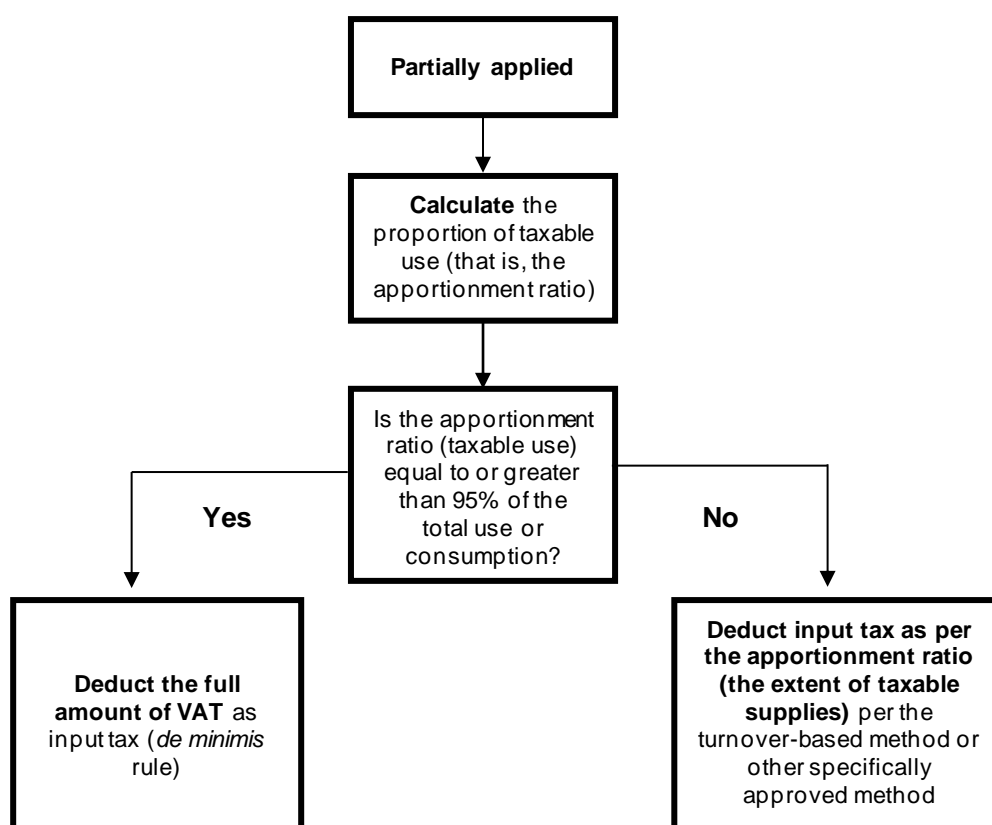 Partially applied
Calculate the
proportion of taxable
use (that is, the
apportionment ratio)
Is the apportionment
ratio (taxable use)
equal to or greater
than 95% of the
total use or
consumption?
Yes
No
Deduct the full
amount of VAT as
input tax (de minimis
rule)
Deduct input tax as per
the apportionment ratio
(the extent of taxable
supplies) per the
turnover-based method or
other specifically
approved method